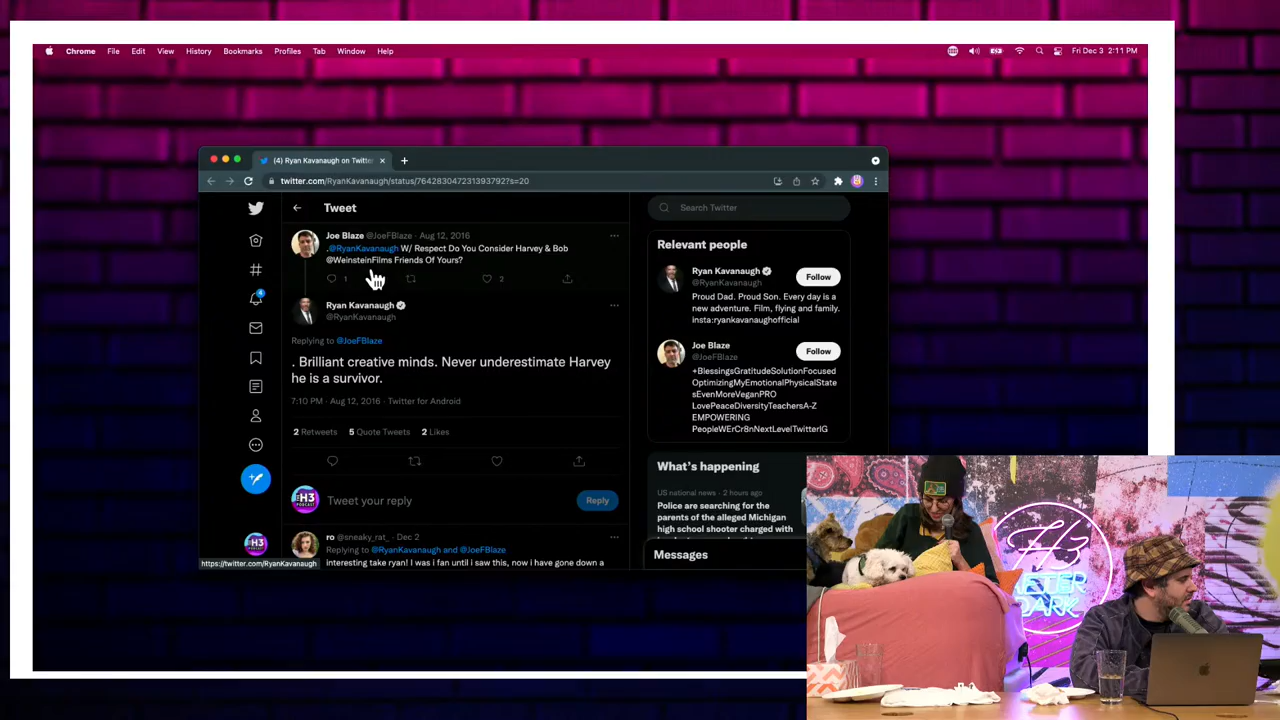 Chrome File Edit View History Bookmarks Profiles Tab Window Help
Fri Dec 3 2:11 PM
(4) Ryan Kavanaugh on Twitte
twitter.com/RyanKavanaugh/status/764283047231393792?s=20
Tweet
Joe Blaze @JoeFBlaze · Aug 12, 2016
.@RyanKavanaugh W/ Respect Do You Consider Harvey & Bob
@WeinsteinFilms Friends Of Yours?
1
2
Ryan Kavanaugh
@RyanKavanaugh
Replying to @JoeFBlaze
. Brilliant creative minds. Never underestimate Harvey
he is a survivor.
7:10 PM · Aug 12, 2016 · Twitter for Android
2 Retweets 5 Quote Tweets 2 Likes
H3
PODCAST
Tweet your reply
Reply
ro @sneaky_rat_ · Dec 2
Replying to @RyanKavanaugh and @JoeFBlaze
interesting take ryan! I was i fan until i saw this, now i have gone down a
4
H3
PODCAST
https://twitter.com/RyanKavanaugh
Search Twitter
Relevant people
Ryan Kavanaugh
@RyanKavanaugh
Follow
Proud Dad. Proud Son. Every day is a
new adventure. Film, flying and family.
insta:ryankavanaughofficial
Joe Blaze
@JoeFBlaze
Follow
+BlessingsGratitudeSolutionFocused
OptimizingMyEmotionalPhysicalState
sEvenMoreVeganPRO
LovePeaceDiversityTeachersA-Z
EMPOWERING
PeopleWErCr8nNextLevelTwitterIG
What's happening
US national news · 2 hours ago
Police are searching for the
parents of the alleged Michigan
high school shooter charged with
Messages
H3
AFTER
DARK